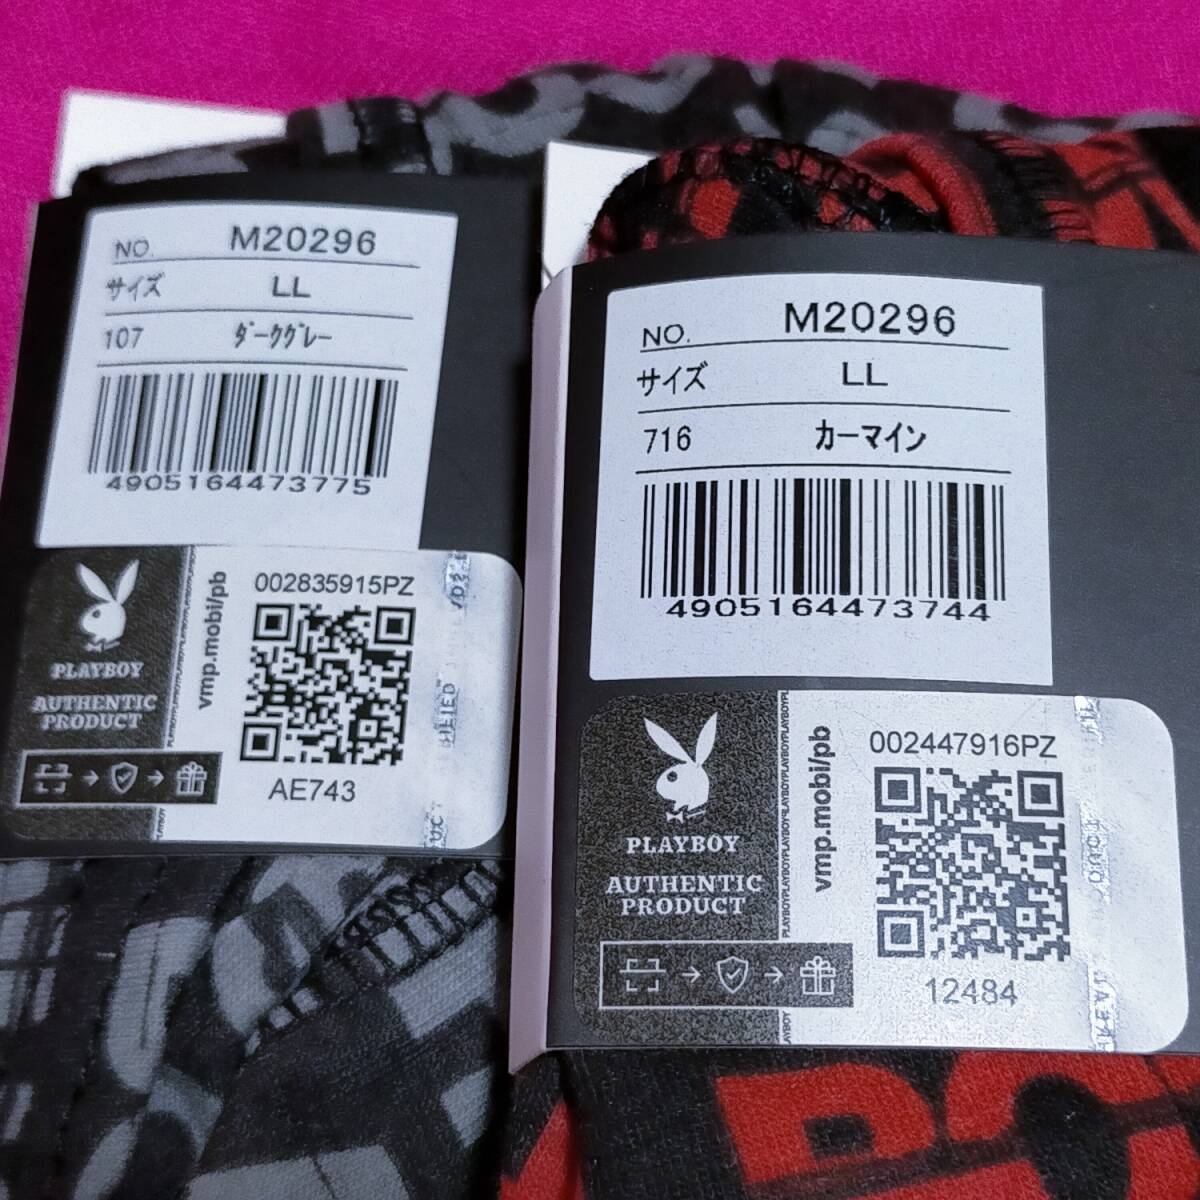 NO. M20296
サイズ LL
107 ﾀﾞｰｸｸﾞﾚｰ
4905164473775
PLAYBOY
AUTHENTIC
PRODUCT
vmp.mobi/pb
002835915PZ
AE743
NO. M20296
サイズ LL
716 カーマイン
4905164473744
PLAYBOY
AUTHENTIC
PRODUCT
PLAYBOYPLAYBOYPLAYBOYPLAYBOY
vmp.mobi/pb
002447916PZ
12484